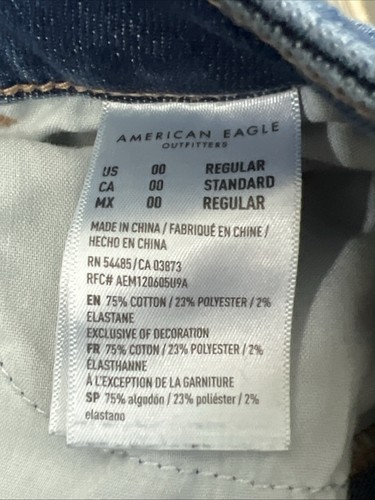 AMERICAN EAGLE
OUTFITTERS
US 00 REGULAR
CA 00 STANDARD
MX 00 REGULAR
MADE IN CHINA / FABRIQUÉ EN CHINE /
HECHO EN CHINA
RN 54485 / CA 03873
RFC# AEM120605U9A
EN 75% COTTON / 23% POLYESTER / 2%
ELASTANE
EXCLUSIVE OF DECORATION
FR 75% COTON / 23% POLYESTER / 2%
ÉLASTHANNE
À L'EXCEPTION DE LA GARNITURE
SP 75% algodón / 23% poliéster / 2%
elastano